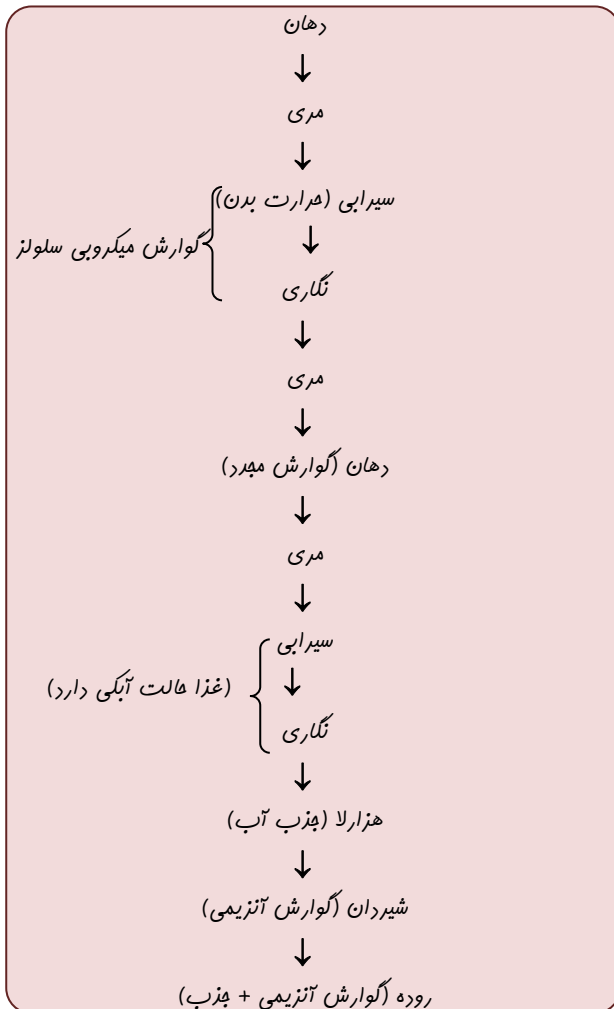 دهان
↓
مری
↓
سیرابی (حرارت بدن)
↓
گوارش میکروبی سلولز
نگاری
↓
مری
↓
دهان (گوارش مجدد)
↓
مری
↓
سیرابی
↓
(غذا حالت آبکی دارد)
نگاری
↓
هزارلا (جذب آب)
↓
شیردان (گوارش آنزیمی)
↓
روده (گوارش آنزیمی + جذب)